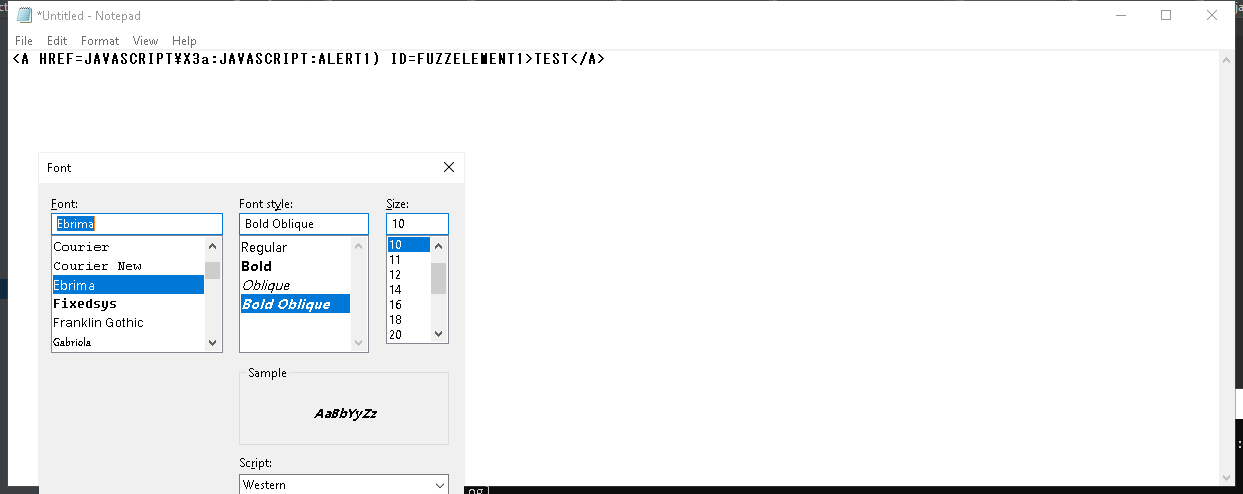 *Untitled - Notepad
File Edit Format View Help
<A HREF=JAVASCRIPT¥X3a:JAVASCRIPT:ALERT1) ID=FUZZELEMENT1>TEST</A>
Font
Font: Font style: Size:
Ebrima Bold Oblique 10
Courier Regular 10
Courier New Bold 11
Ebrima Oblique 12
Fixedsys Bold Oblique 14
Franklin Gothic 16
Gabriola 18
20
Sample
AaBbYyZz
Script:
Western